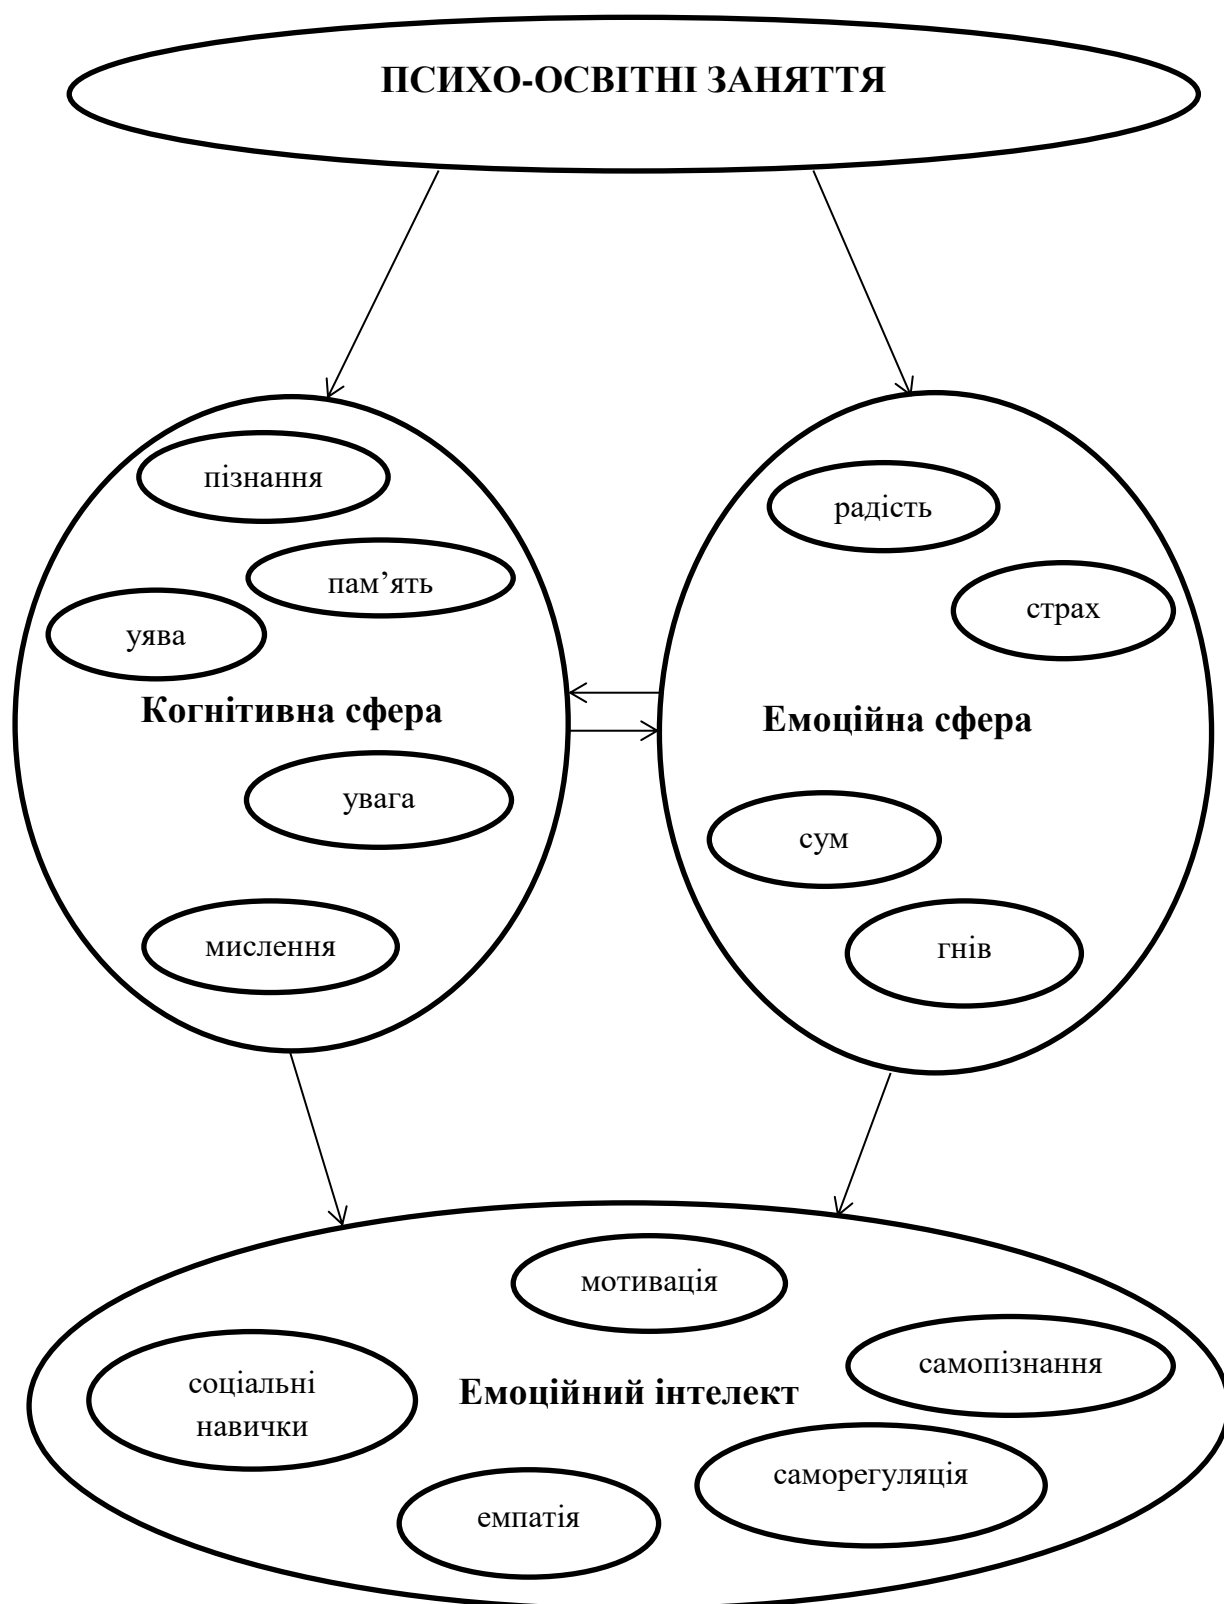 ПСИХО-ОСВІТНІ ЗАНЯТТЯ
пізнання
пам’ять
уява
Когнітивна сфера
увага
мислення
радість
страх
Емоційна сфера
сум
гнів
мотивація
самопізнання
соціальні
навички
Емоційний інтелект
саморегуляція
емпатія